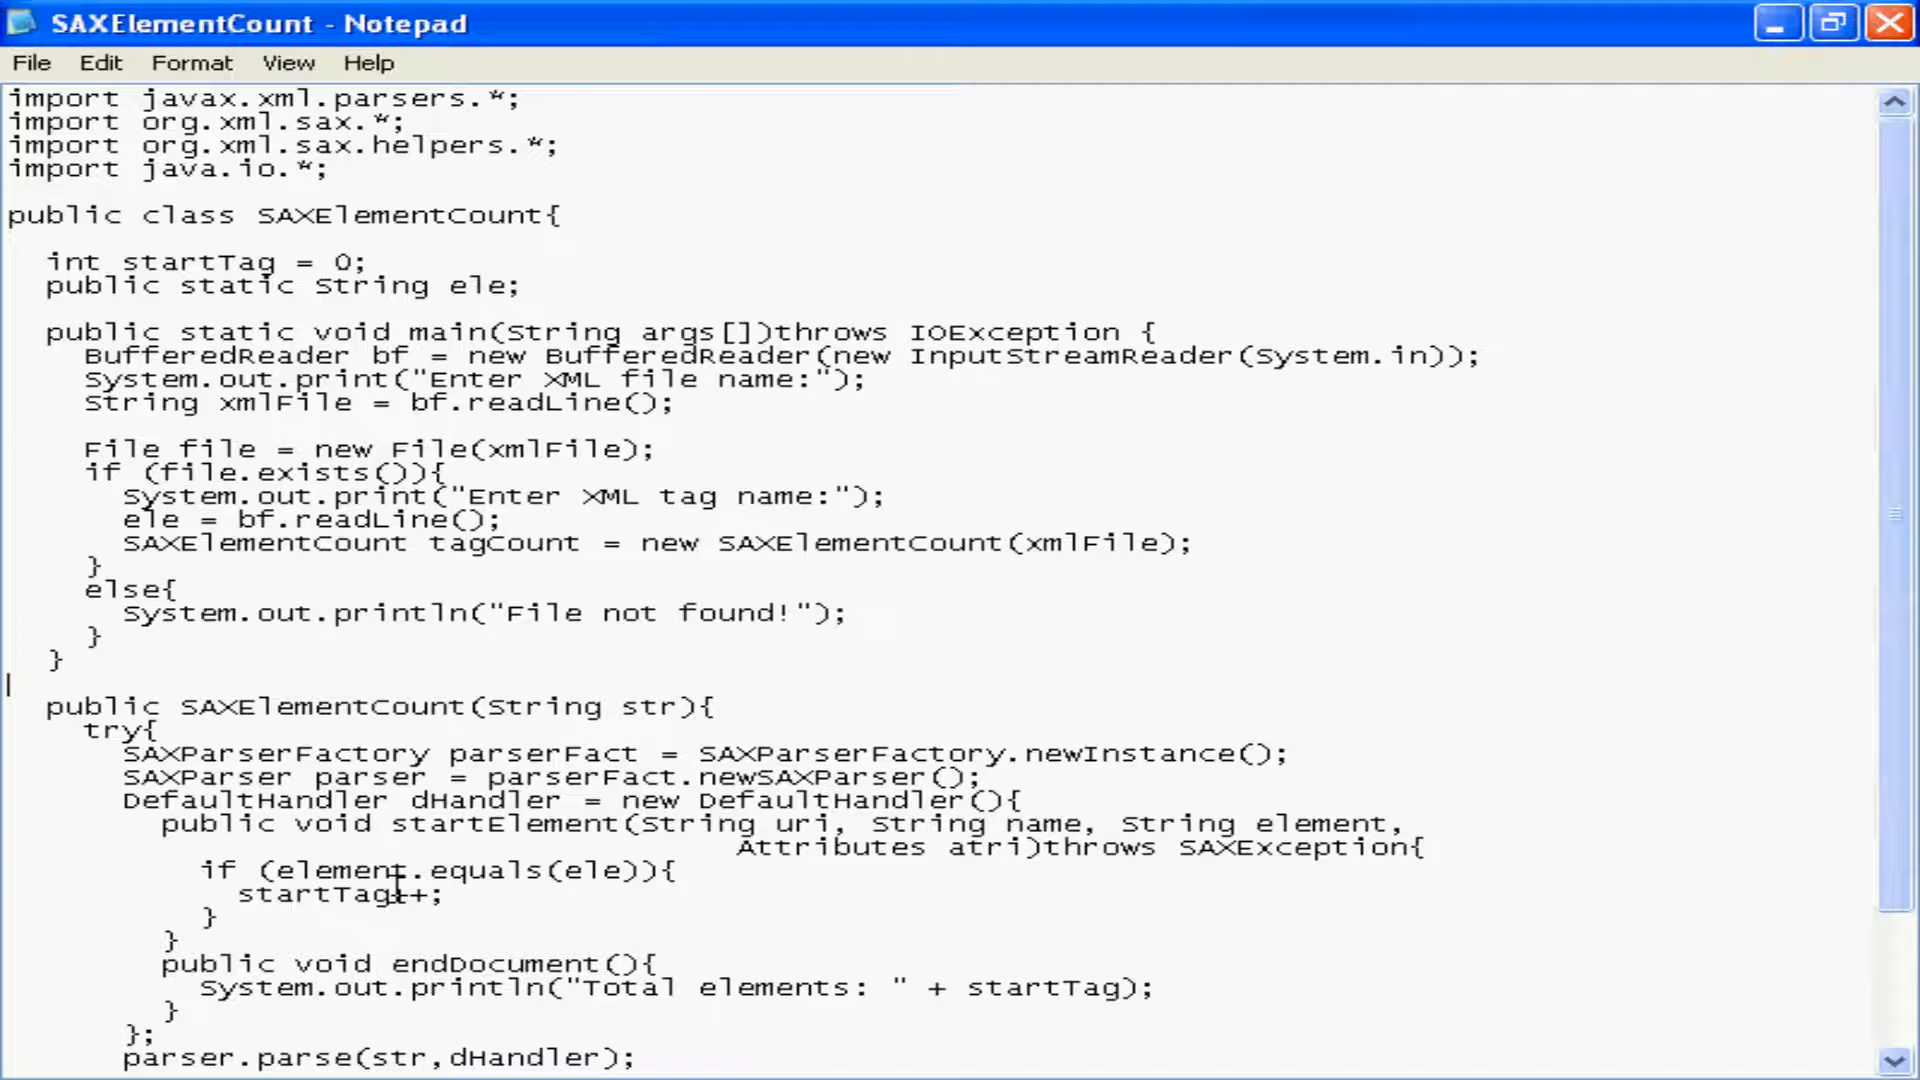 SAXElementCount - Notepad
File Edit Format View Help
import javax.xml.parsers.*;
import org.xml.sax.*;
import org.xml.sax.helpers.*;
import java.io.*;
public class SAXElementCount{
int startTag = 0;
public static String ele;
public static void main(String args[])throws IOException {
BufferedReader bf = new BufferedReader(new InputStreamReader(System.in));
System.out.print("Enter XML file name:");
String xmlFile = bf.readLine();
File file = new File(xmlFile);
if (file.exists()){
System.out.print("Enter XML tag name:");
ele = bf.readLine();
SAXElementCount tagCount = new SAXElementCount(xmlFile);
}
else{
System.out.println("File not found!");
}
}
public SAXElementCount(String str){
try{
SAXParserFactory parserFact = SAXParserFactory.newInstance();
SAXParser parser = parserFact.newSAXParser();
DefaultHandler dHandler = new DefaultHandler(){
public void startElement(String uri, String name, String element,
Attributes atri)throws SAXException{
if (element.equals(ele)){
startTag++;
}
}
public void endDocument(){
System.out.println("Total elements: " + startTag);
}
};
parser.parse(str,dHandler);